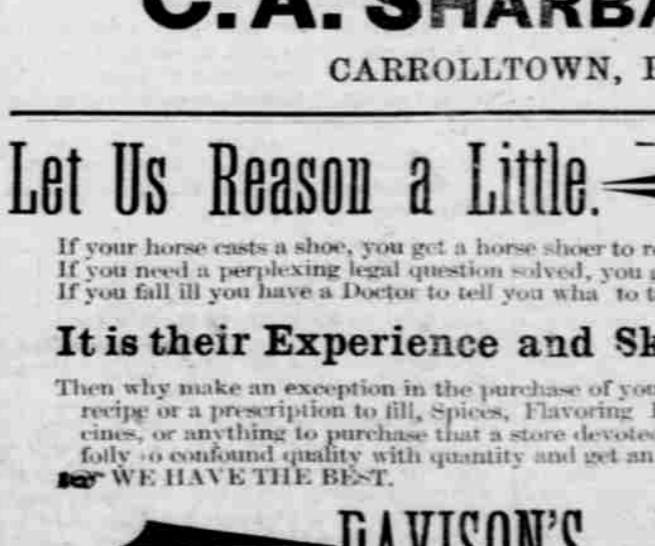 C. A. SHARBA
CARROLLTOWN,
Let Us Reason a Little.
If your horse casts a shoe, you get a horse shoer to r
If you need a perplexing legal question solved, you
If you fall ill you have a Doctor to tell you wha to t
It is their Experience and Sk
Then why make an exception in the purchase of you
recipe or a prescription to fill, Spices, Flavoring
cines, or anything to purchase that a store devoted
folly o confound quality with quantity and get an
WE HAVE THE BEST.
DAVISON'S